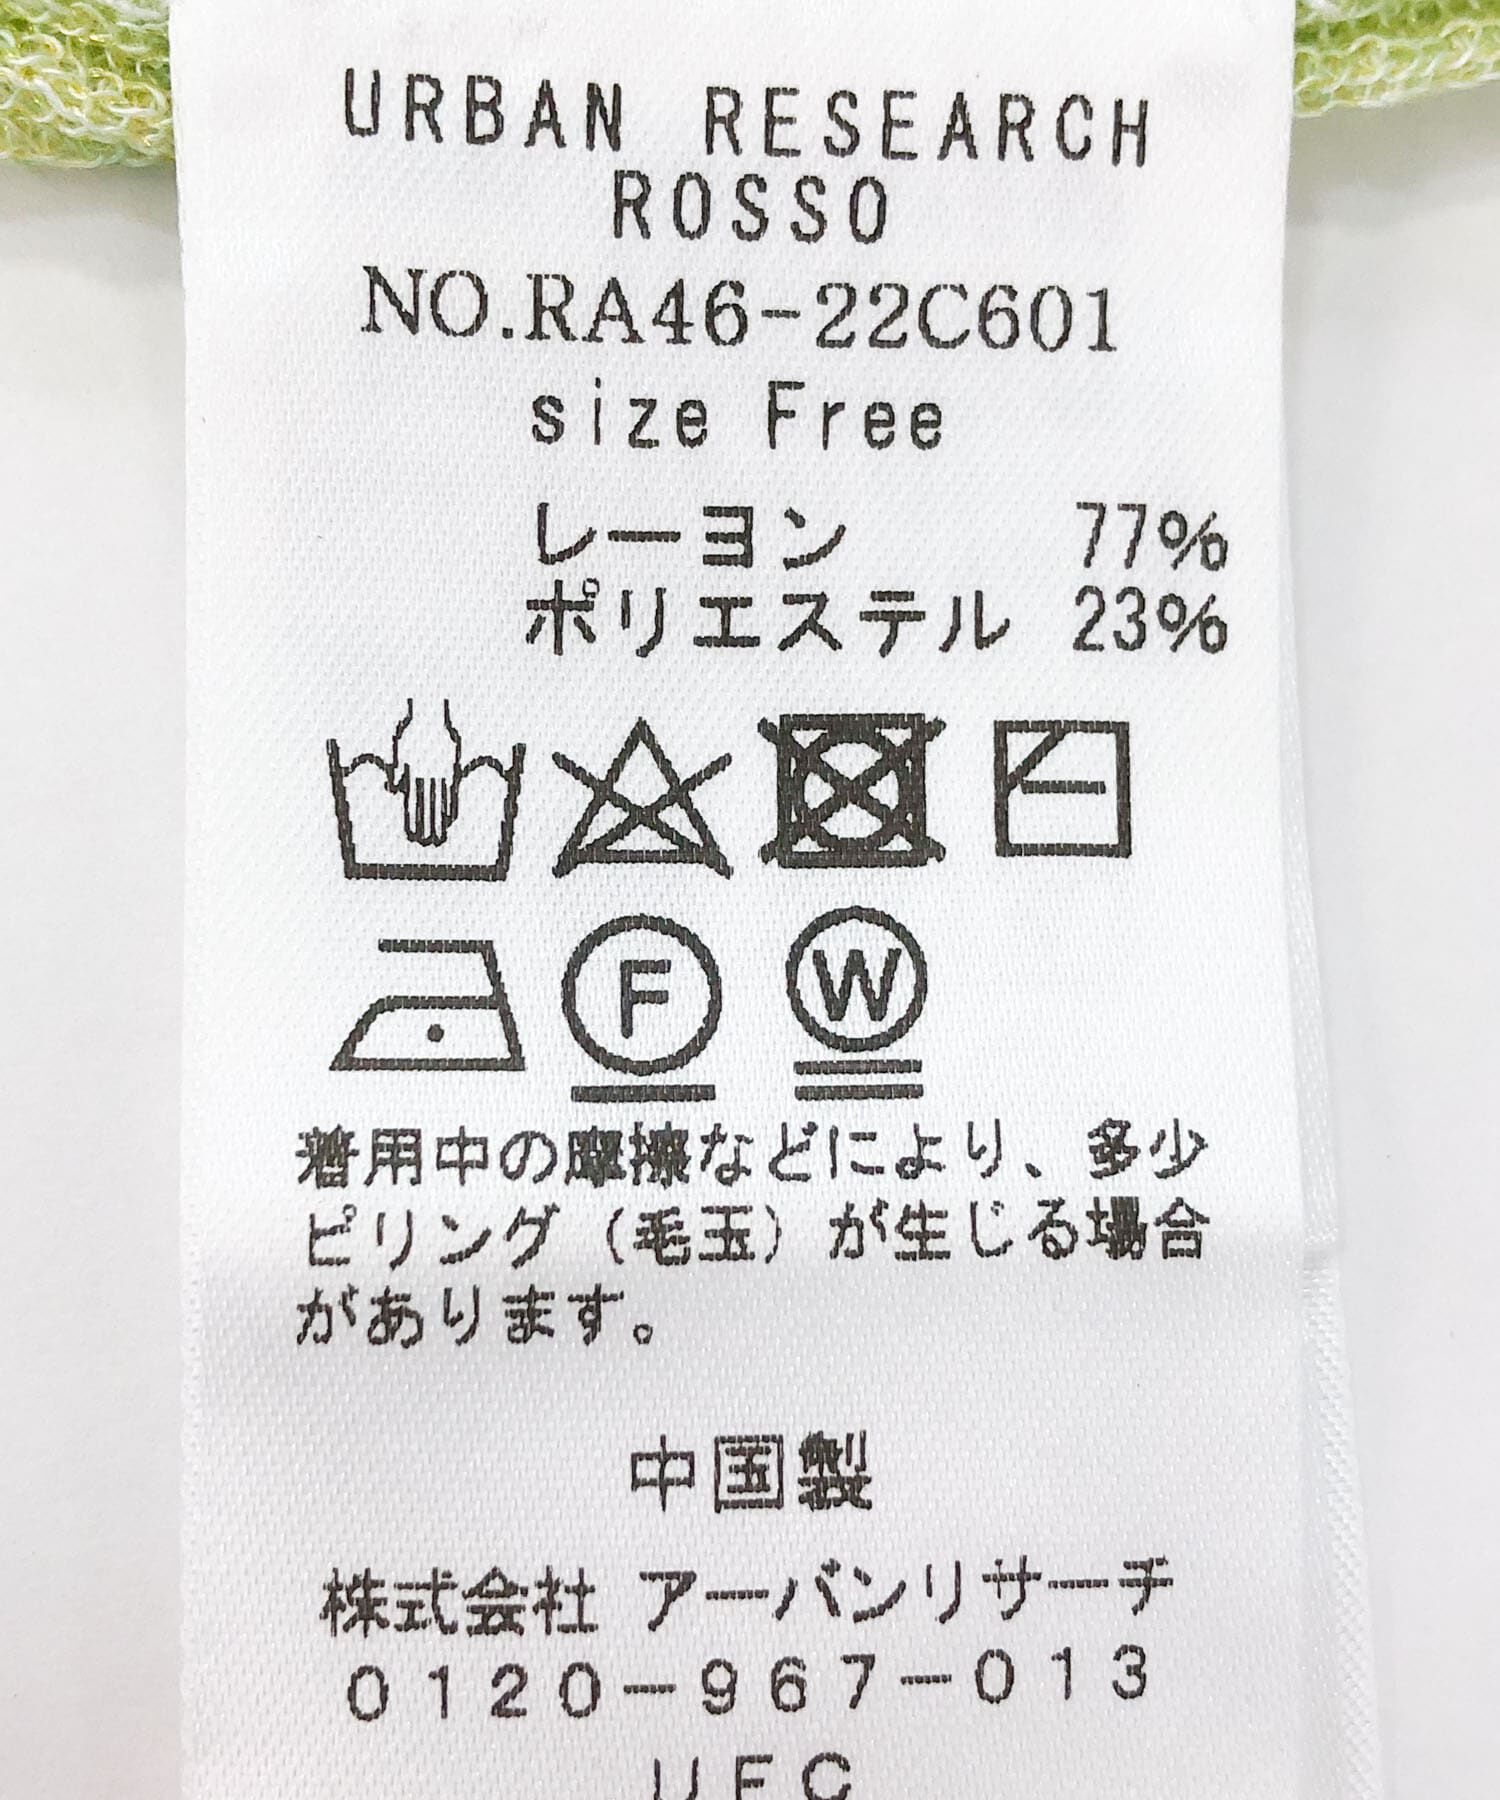 URBAN RESEARCH
ROSSO
NO.RA46-22C601
size Free
レーヨン 77%
ポリエステル 23%
F W
着用中の摩擦などにより、多少
ピリング(毛玉)が生じる場合
があります。
中国製
株式会社 アーバンリサーチ
0120-967-013